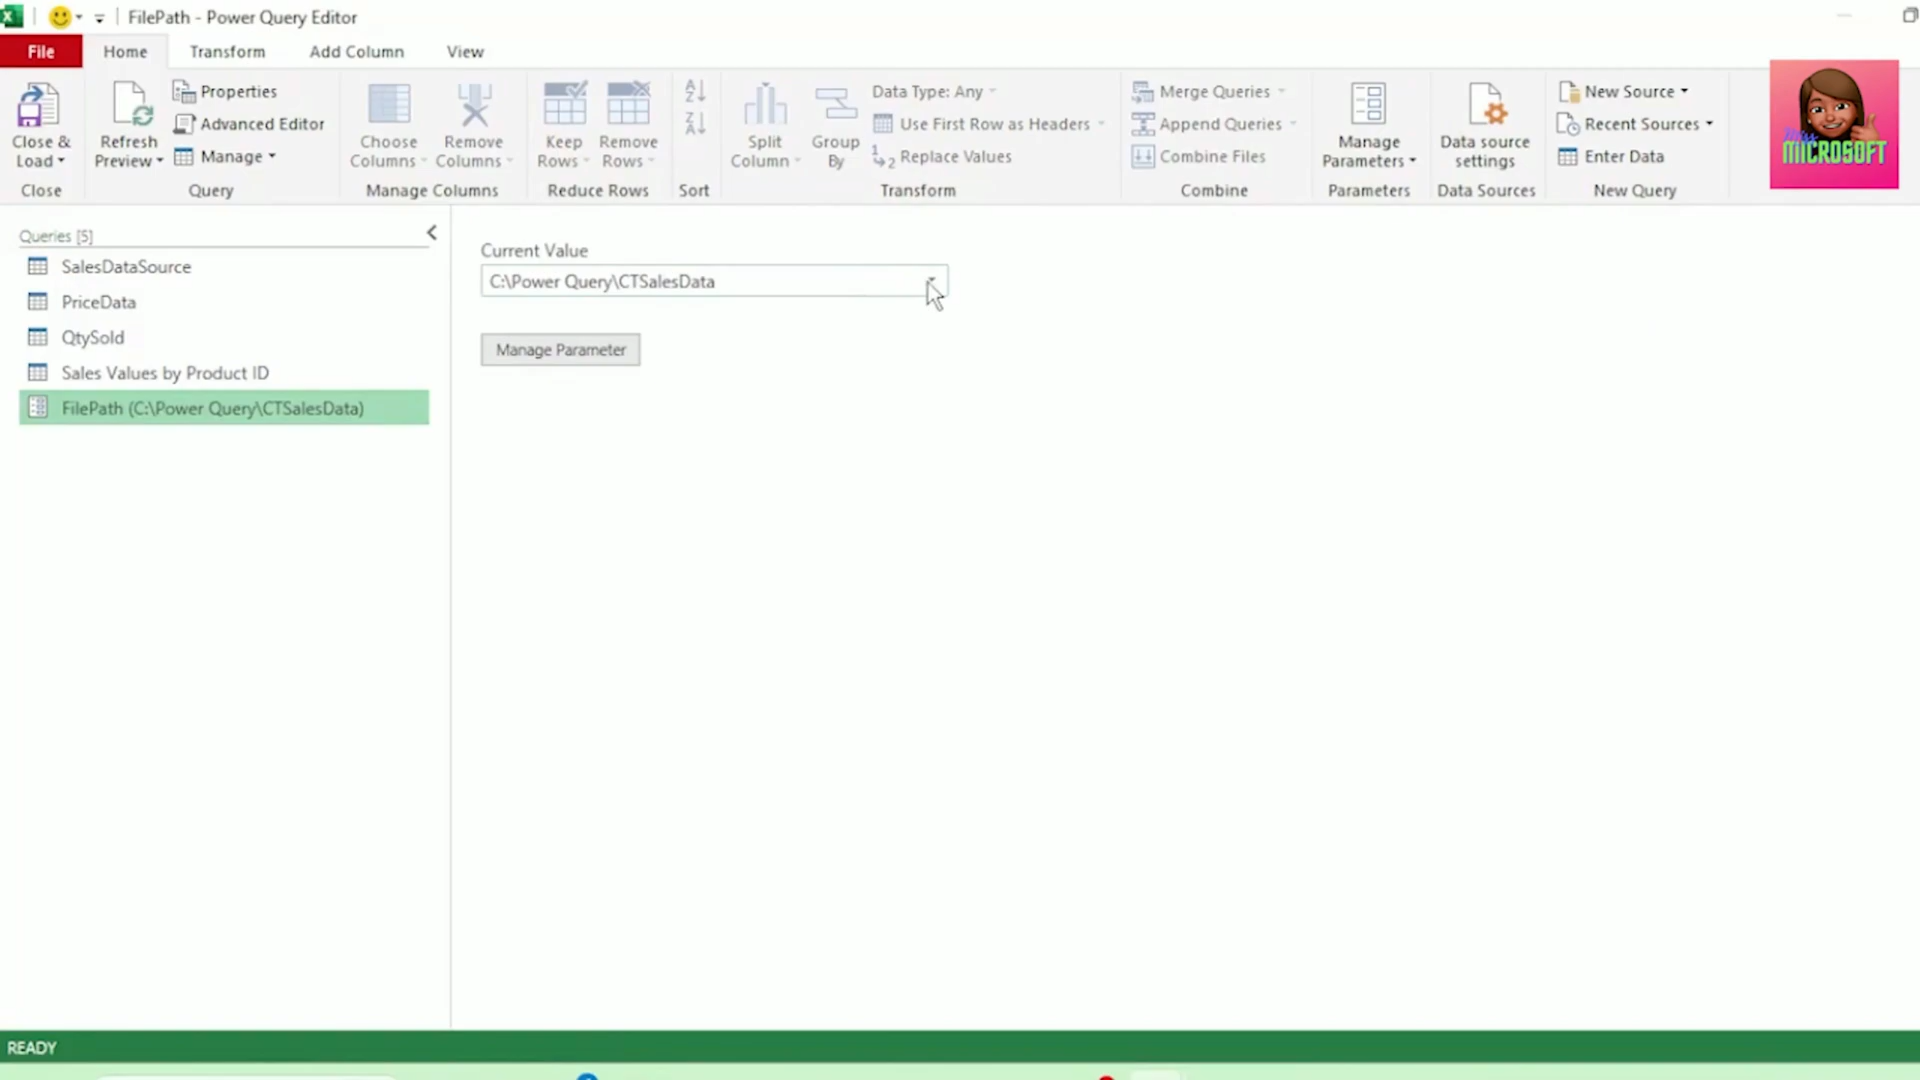 FilePath - Power Query Editor
File
Home
Transform
Add Column
View
Close &
Load
Close
Refresh
Preview
Properties
Advanced Editor
Manage
Query
Choose
Columns
Remove
Columns
Manage Columns
Keep
Rows
Remove
Rows
Reduce Rows
A
Z
Z
A
Sort
Split
Column
Group
By
Data Type: Any
Use First Row as Headers
1
2
Replace Values
Transform
Merge Queries
Append Queries
Combine Files
Combine
Manage
Parameters
Parameters
Data source
settings
Data Sources
New Source
Recent Sources
Enter Data
New Query
Miss
MICROSOFT
Queries [5]
SalesDataSource
PriceData
QtySold
Sales Values by Product ID
FilePath (C:\Power Query\CTSalesData)
Current Value
C:\Power Query\CTSalesData
Manage Parameter
READY